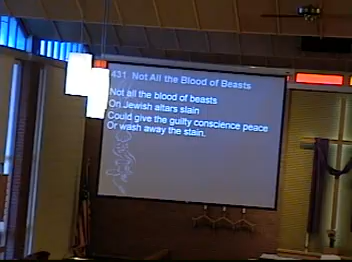 431 Not All the Blood of Beasts
Not all the blood of beasts
On Jewish altars slain
Could give the guilty conscience peace
Or wash away the stain.